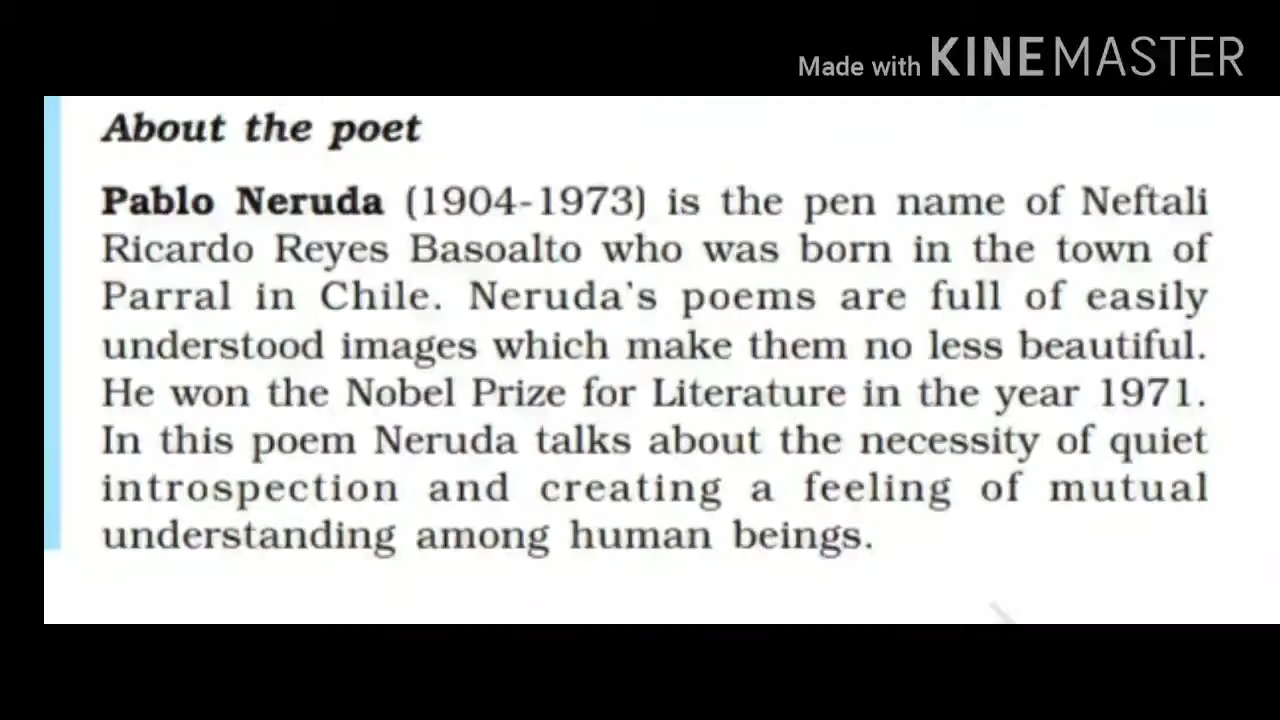 Made with KINEMASTER
About the poet
Pablo Neruda (1904-1973) is the pen name of Neftali
Ricardo Reyes Basoalto who was born in the town of
Parral in Chile. Neruda's poems are full of easily
understood images which make them no less beautiful.
He won the Nobel Prize for Literature in the year 1971.
In this poem Neruda talks about the necessity of quiet
introspection and creating a feeling of mutual
understanding among human beings.